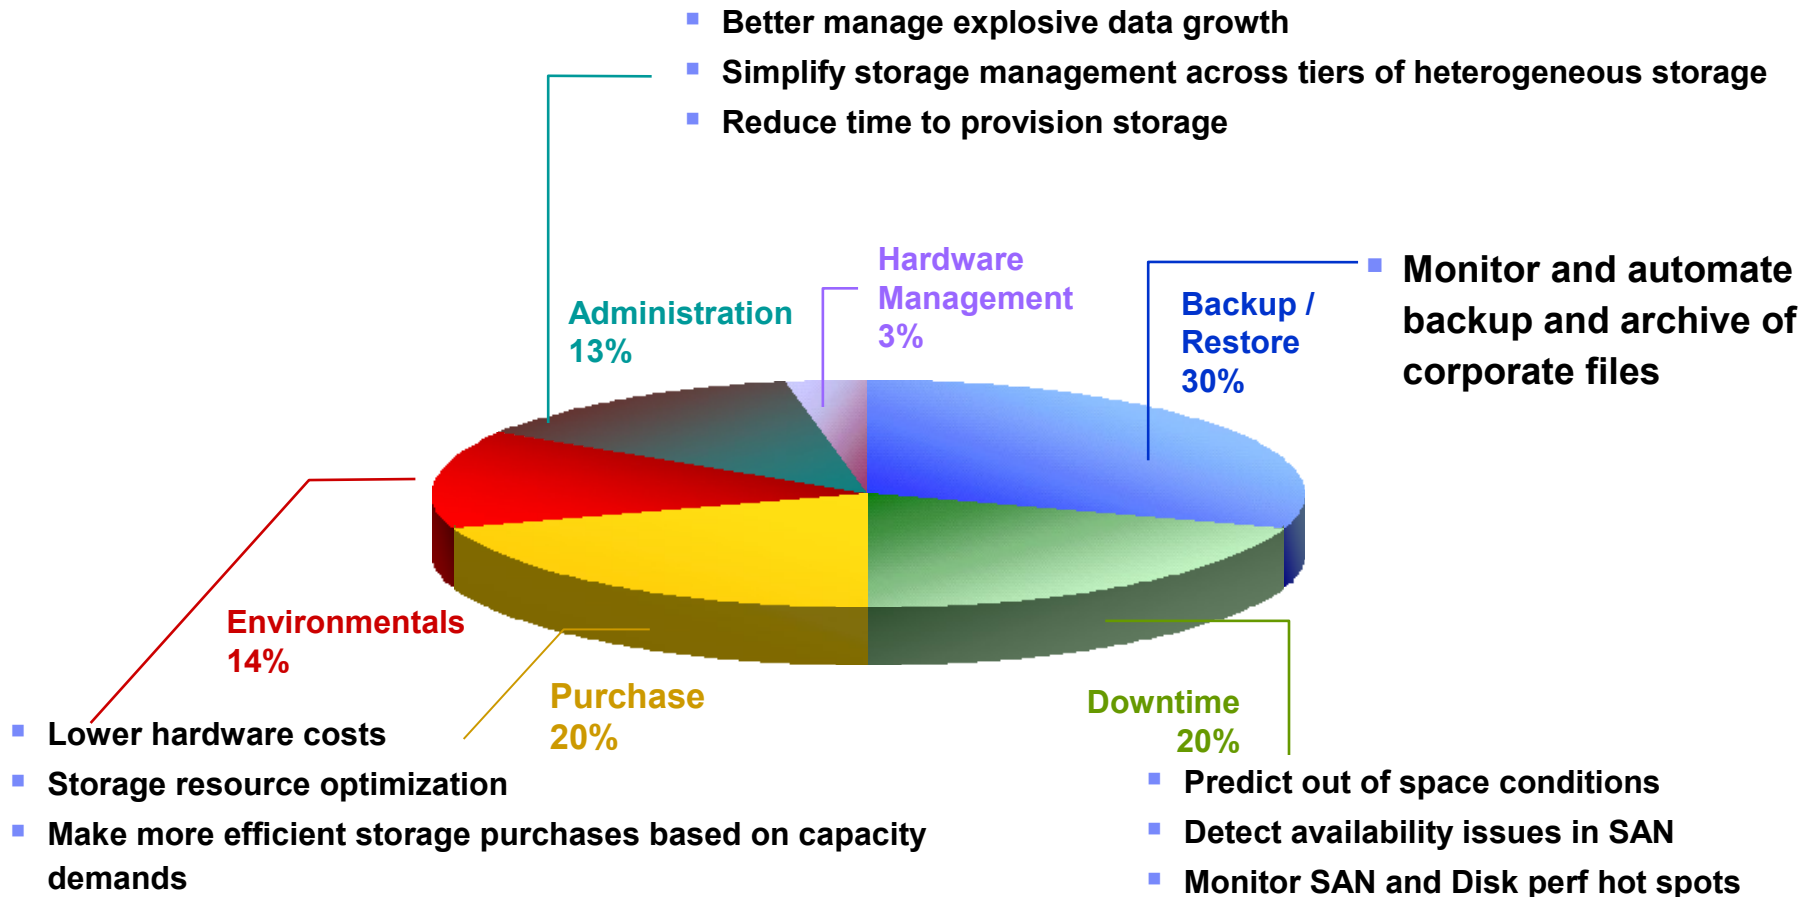 Better manage explosive data growth
Simplify storage management across tiers of heterogeneous storage
Reduce time to provision storage
Hardware
Management
3%
Administration
13%
Backup /
Restore
30%
Monitor and automate
backup and archive of
corporate files
Environmentals
14%
Purchase
20%
Downtime
20%
Lower hardware costs
Storage resource optimization
Make more efficient storage purchases based on capacity
demands
Predict out of space conditions
Detect availability issues in SAN
Monitor SAN and Disk perf hot spots